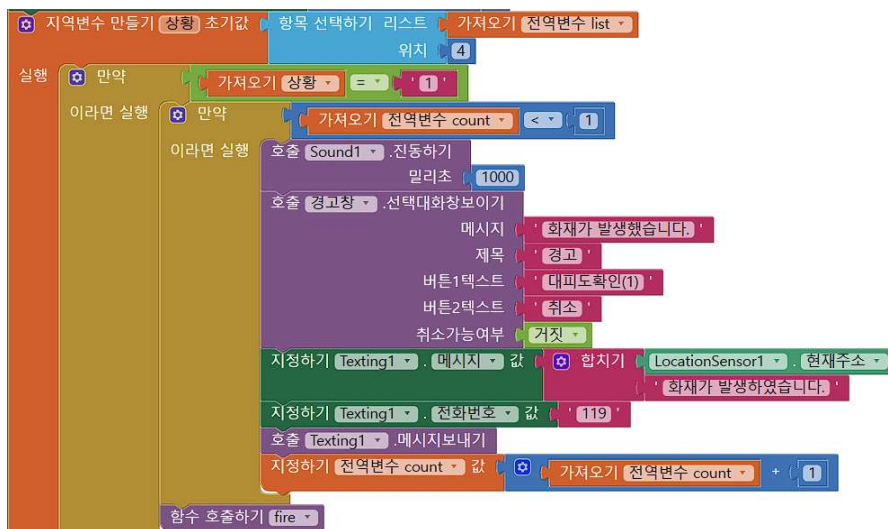 지역변수 만들기 상황 초기값 항목 선택하기 리스트 가져오기 전역변수 list
위치 4
실행 만약 가져오기 상황 = ' 1 '
이라면 실행 만약 가져오기 전역변수 count < 1
이라면 실행 호출 Sound1 .진동하기
밀리초 1000
호출 경고창 .선택대화창보이기
메시지 ' 화재가 발생했습니다. '
제목 ' 경고 '
버튼1텍스트 ' 대피도확인(1) '
버튼2텍스트 ' 취소 '
취소가능여부 거짓
지정하기 Texting1 . 메시지 값 합치기 LocationSensor1 . 현재주소
' 화재가 발생하였습니다. '
지정하기 Texting1 . 전화번호 값 ' 119 '
호출 Texting1 .메시지보내기
지정하기 전역변수 count 값 가져오기 전역변수 count + 1
함수 호출하기 fire